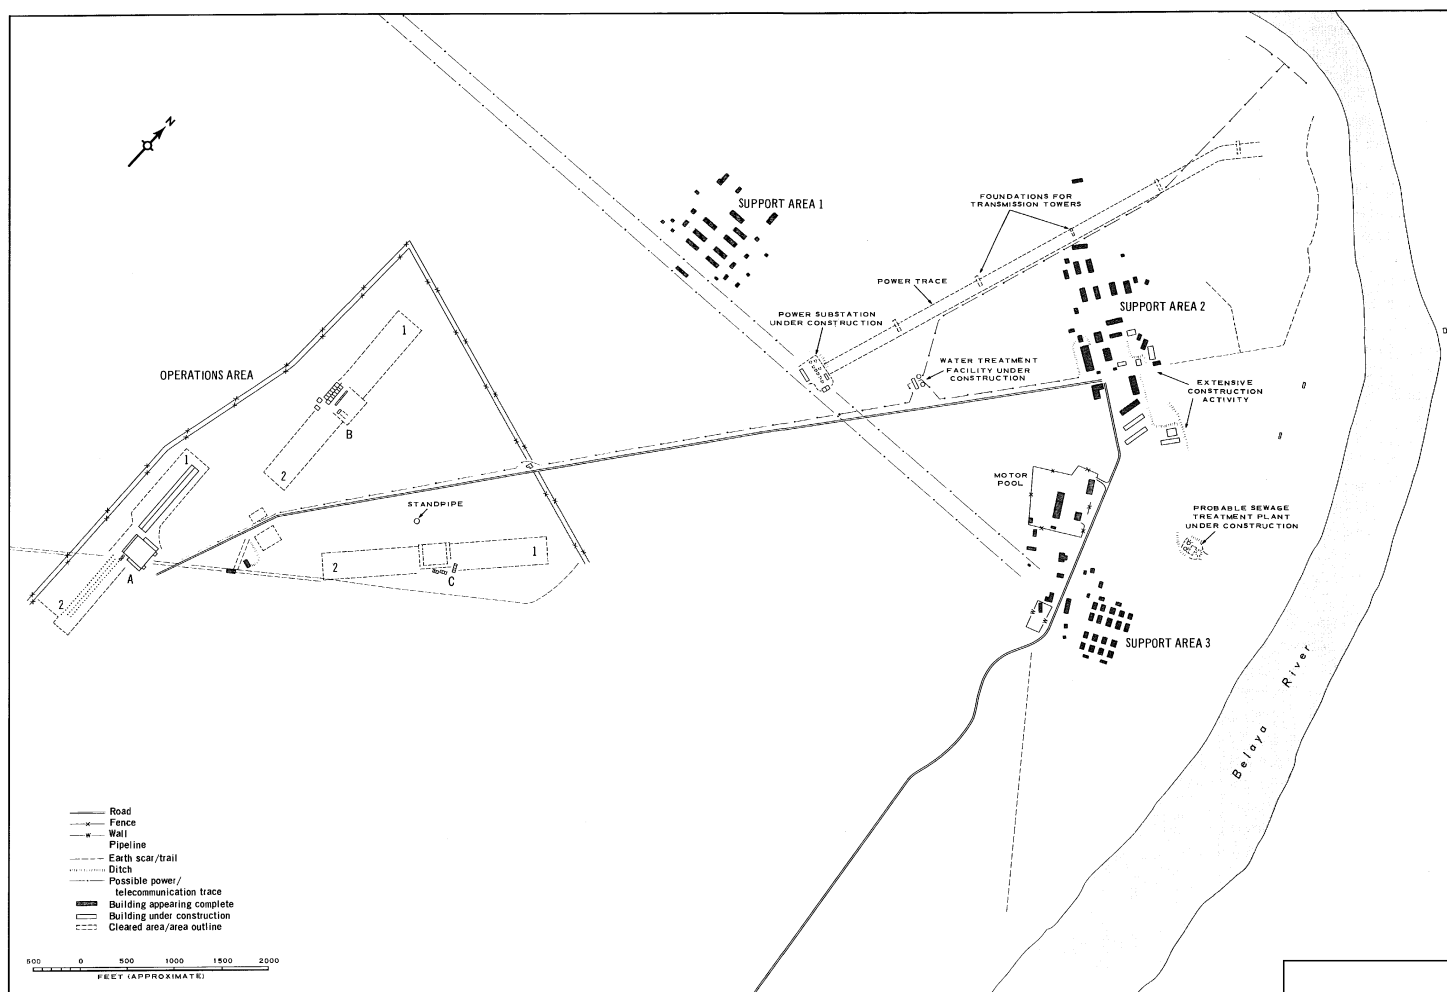 N
SUPPORT AREA 1
FOUNDATIONS FOR
TRANSMISSION TOWERS
POWER TRACE
SUPPORT AREA 2
POWER SUBSTATION
UNDER CONSTRUCTION
1
OPERATIONS AREA
WATER TREATMENT
FACILITY UNDER
CONSTRUCTION
EXTENSIVE
CONSTRUCTION
ACTIVITY
B
1
2
MOTOR
POOL
STANDPIPE
PROBABLE SEWAGE
TREATMENT PLANT
UNDER CONSTRUCTION
1
2
A
C
2
SUPPORT AREA 3
Belaya River
Road
Fence
Wall
Pipeline
Earth scar/trail
Ditch
Possible power/
telecommunication trace
Building appearing complete
Building under construction
Cleared area/area outline
500 0 500 1000 1500 2000
FEET (APPROXIMATE)